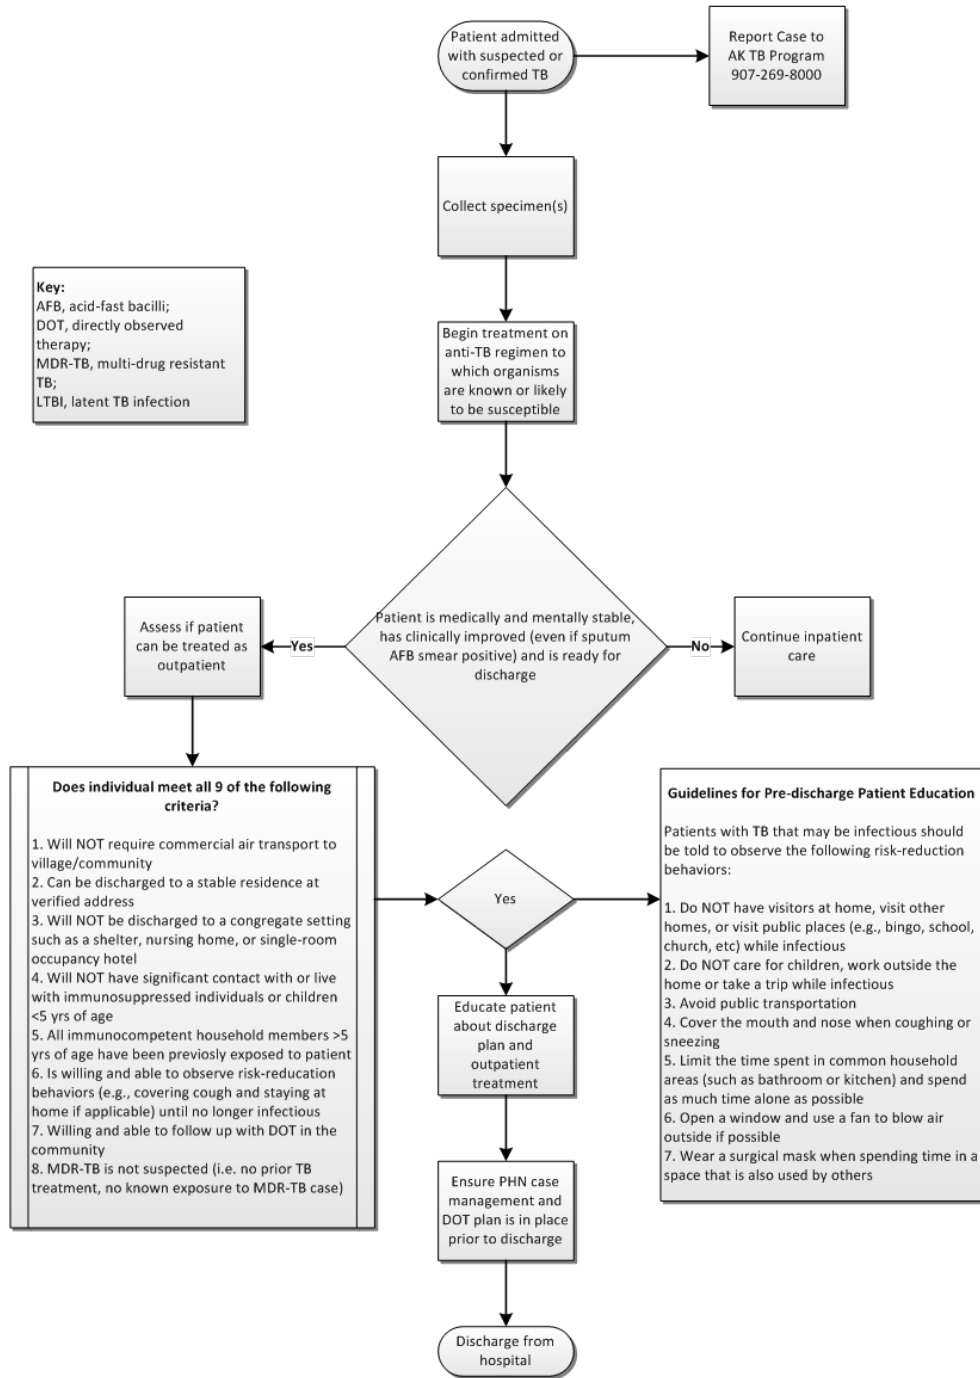 Patient admitted
with suspected or
confirmed TB
Report Case to
AK TB Program
907-269-8000
Collect specimen(s)
Key:
AFB, acid-fast bacilli;
DOT, directly observed
therapy;
MDR-TB, multi-drug resistant
TB;
LTBI, latent TB infection
Begin treatment on
anti-TB regimen to
which organisms
are known or likely
to be susceptible
Patient is medically and mentally stable,
has clinically improved (even if sputum
AFB smear positive) and is ready for
discharge
Yes
No
Assess if patient
can be treated as
outpatient
Continue inpatient
care
Does individual meet all 9 of the following
criteria?
1. Will NOT require commercial air transport to
village/community
2. Can be discharged to a stable residence at
verified address
3. Will NOT be discharged to a congregate setting
such as a shelter, nursing home, or single-room
occupancy hotel
4. Will NOT have significant contact with or live
with immunosuppressed individuals or children
<5 yrs of age
5. All immunocompetent household members >5
yrs of age have been previosly exposed to patient
6. Is willing and able to observe risk-reducation
behaviors (e.g., covering cough and staying at
home if applicable) until no longer infectious
7. Willing and able to follow up with DOT in the
community
8. MDR-TB is not suspected (i.e. no prior TB
treatment, no known exposure to MDR-TB case)
Yes
Educate patient
about discharge
plan and
outpatient
treatment
Ensure PHN case
management and
DOT plan is in place
prior to discharge
Discharge from
hospital
Guidelines for Pre-discharge Patient Education
Patients with TB that may be infectious should
be told to observe the following risk-reduction
behaviors:
1. Do NOT have visitors at home, visit other
homes, or visit public places (e.g., bingo, school,
church, etc) while infectious
2. Do NOT care for children, work outside the
home or take a trip while infectious
3. Avoid public transportation
4. Cover the mouth and nose when coughing or
sneezing
5. Limit the time spent in common household
areas (such as bathroom or kitchen) and spend
as much time alone as possible
6. Open a window and use a fan to blow air
outside if possible
7. Wear a surgical mask when spending time in a
space that is also used by others